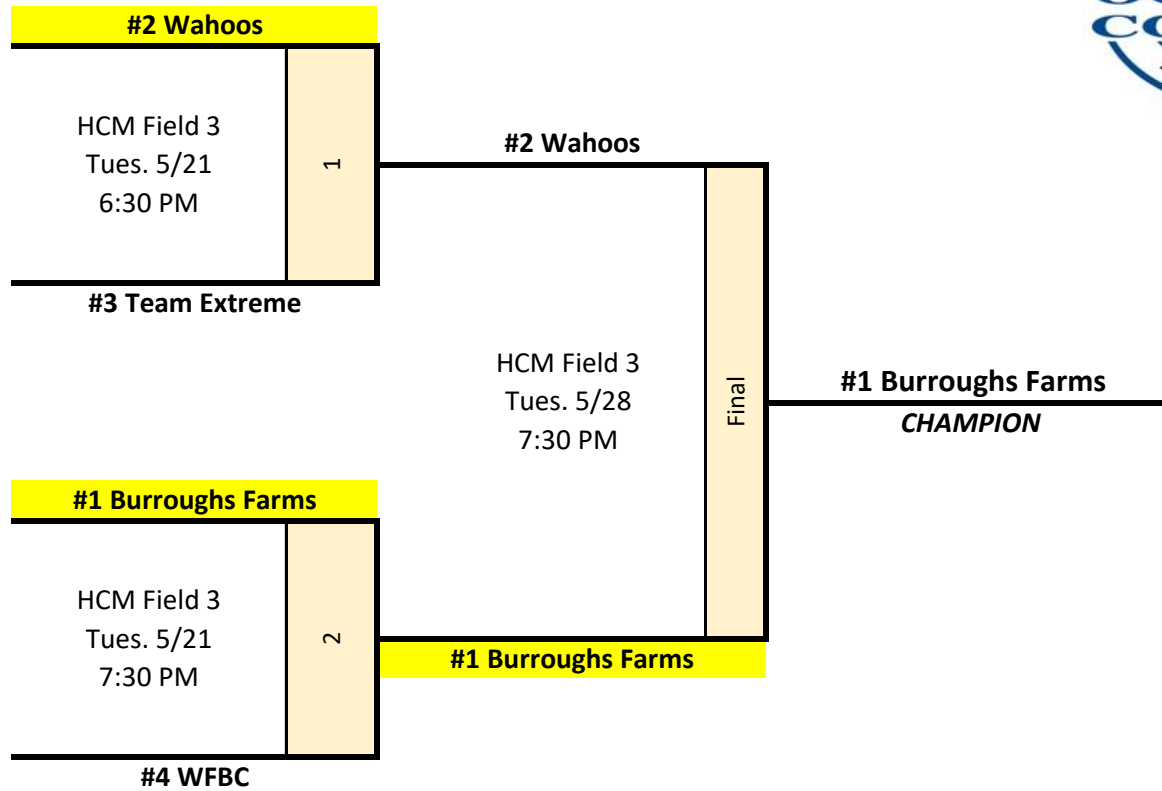 #2 Wahoos
HCM Field 3
Tues. 5/21
6:30 PM
1
#3 Team Extreme
#2 Wahoos
HCM Field 3
Tues. 5/28
7:30 PM
Final
#1 Burroughs Farms
CHAMPION
#1 Burroughs Farms
HCM Field 3
Tues. 5/21
7:30 PM
2
#4 WFBC
#1 Burroughs Farms